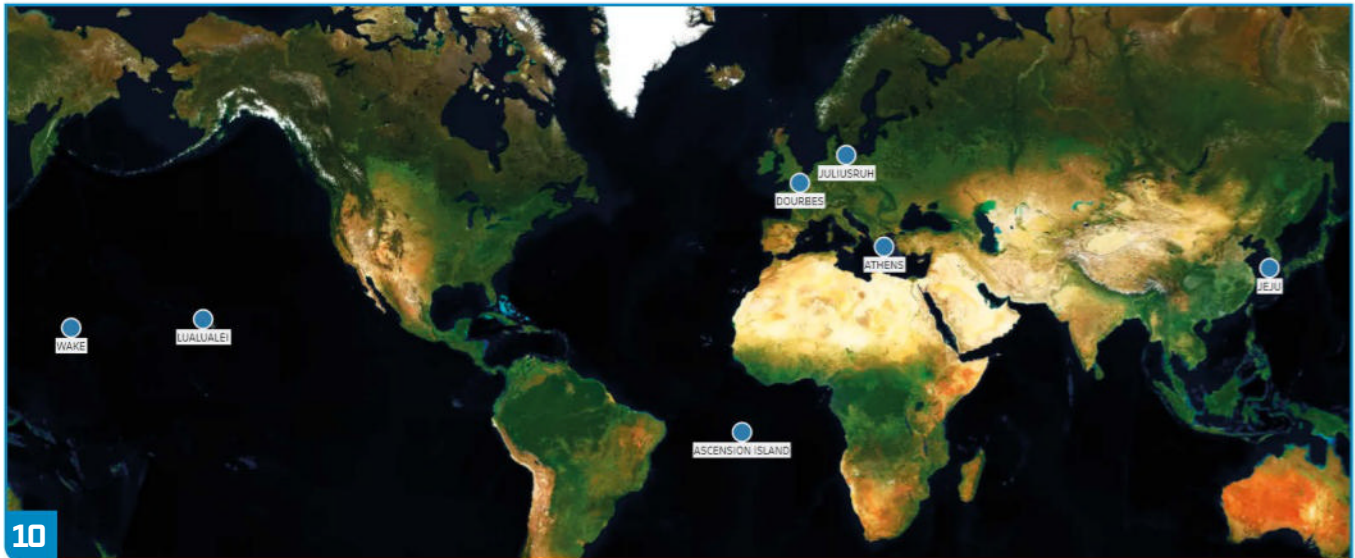 JULIUSRUH
DOURBES
ATHENS
JEJU
WAKE
LUALUALEI
ASCENSION ISLAND
10